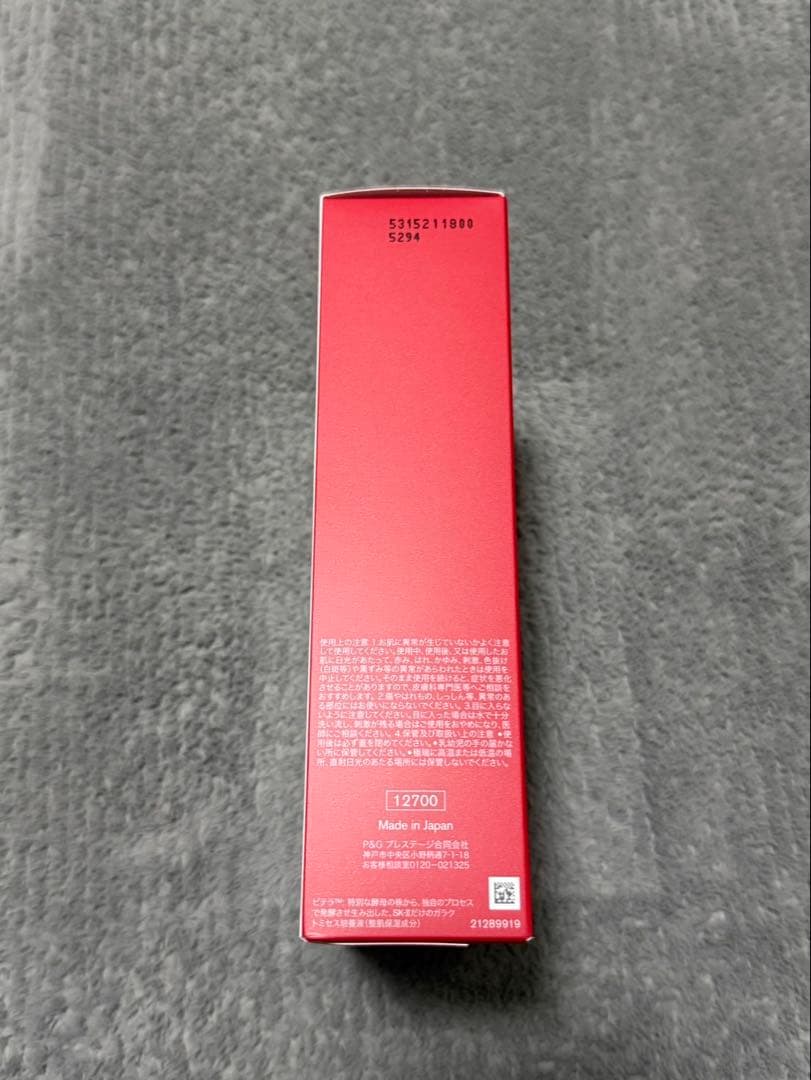 5315211800
5294
使用上の注意 1.お肌に異常が生じていないかよく注意
して使用してください。使用中、使用後、又は使用したお
肌に日光があたって、赤み、はれ、かゆみ、刺激、色抜け
(白斑等)や黒ずみ等の異常があらわれたときは使用を
中止してください。そのまま使用を続けると、症状を悪化
させることがありますので、皮膚科専門医等へご相談を
おすすめします。2.傷やはれもの、しっしん等、異常のあ
る部位にはお使いにならないでください。3.目に入らな
いように注意してください。目に入った場合は水で十分
洗い流し、刺激が残る場合はご使用をおやめになり、医
師にご相談ください。4.保管及び取扱い上の注意 ●使
用後は必ず蓋を閉めてください。●乳幼児の手の届かな
い所に保管してください。●極端に高温または低温の場
所、直射日光のあたる場所には保管しないでください。
12700
Made in Japan
P&G プレステージ合同会社
神戸市中央区小野柄通7-1-18
お客様相談室0120-021325
ピテラ™: 特別な酵母の株から、独自のプロセス
で発酵させ生み出した、SK-IIだけのガラク
トミセス培養液(整肌保湿成分)
21289919